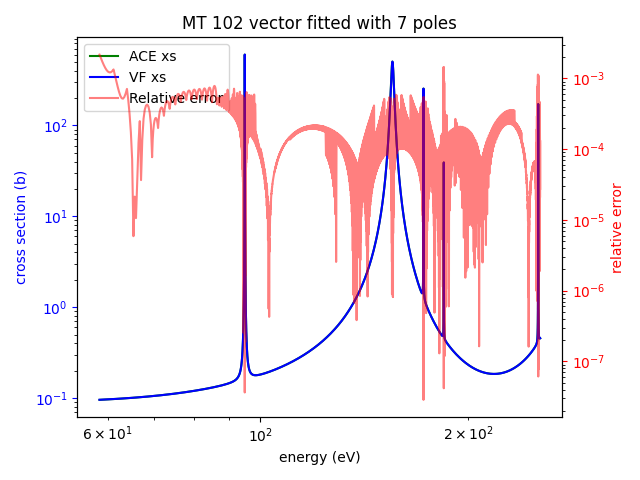 MT 102 vector fitted with 7 poles
ACE xs
VF xs
Relative error
cross section (b)
10²
10¹
10⁰
10⁻¹
10⁻³
10⁻⁴
10⁻⁵
10⁻⁶
10⁻⁷
relative error
6 × 10¹
10²
2 × 10²
energy (eV)